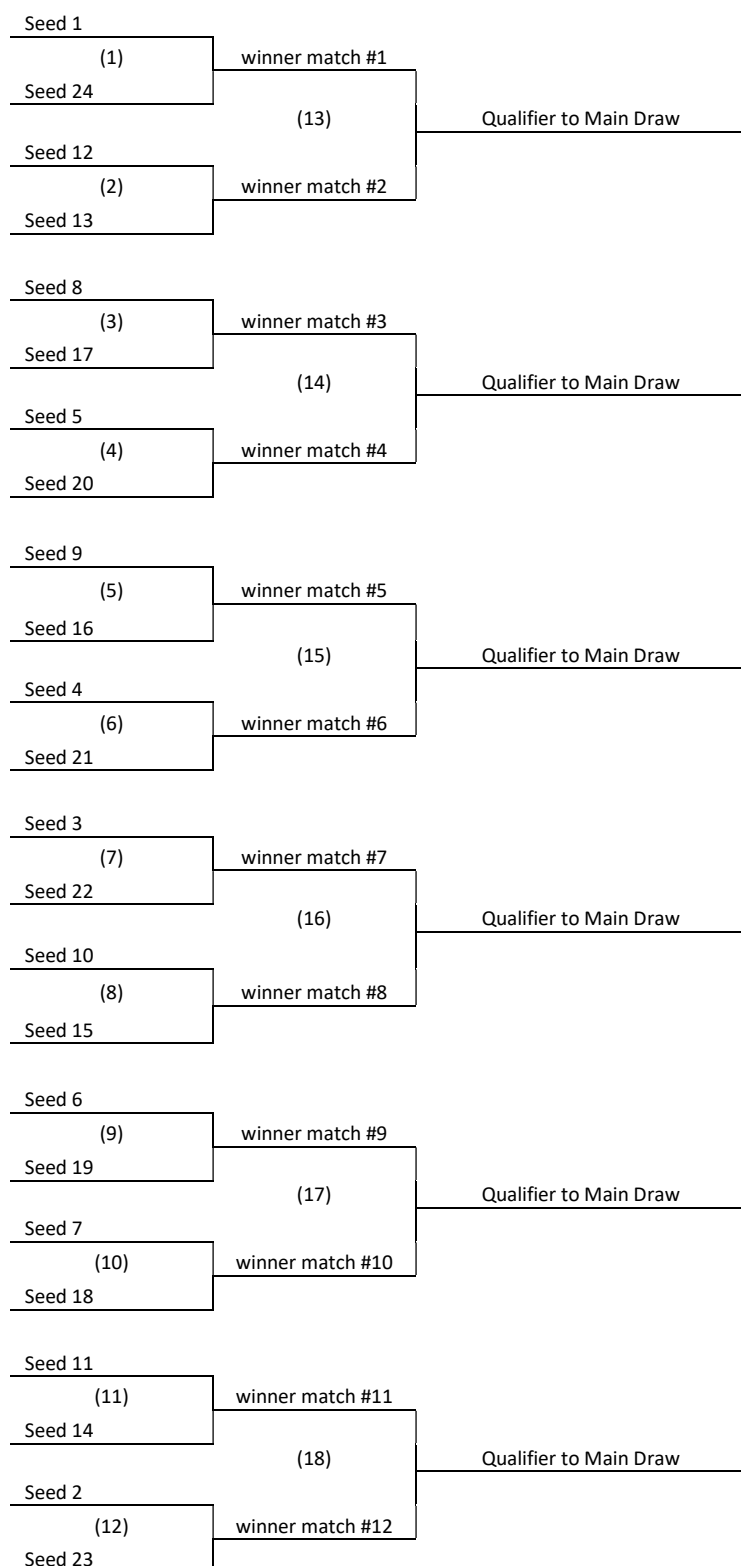 Seed 1
(1) winner match #1
Seed 24
(13) Qualifier to Main Draw
Seed 12
(2) winner match #2
Seed 13
Seed 8
(3) winner match #3
Seed 17
(14) Qualifier to Main Draw
Seed 5
(4) winner match #4
Seed 20
Seed 9
(5) winner match #5
Seed 16
(15) Qualifier to Main Draw
Seed 4
(6) winner match #6
Seed 21
Seed 3
(7) winner match #7
Seed 22
(16) Qualifier to Main Draw
Seed 10
(8) winner match #8
Seed 15
Seed 6
(9) winner match #9
Seed 19
(17) Qualifier to Main Draw
Seed 7
(10) winner match #10
Seed 18
Seed 11
(11) winner match #11
Seed 14
(18) Qualifier to Main Draw
Seed 2
(12) winner match #12
Seed 23